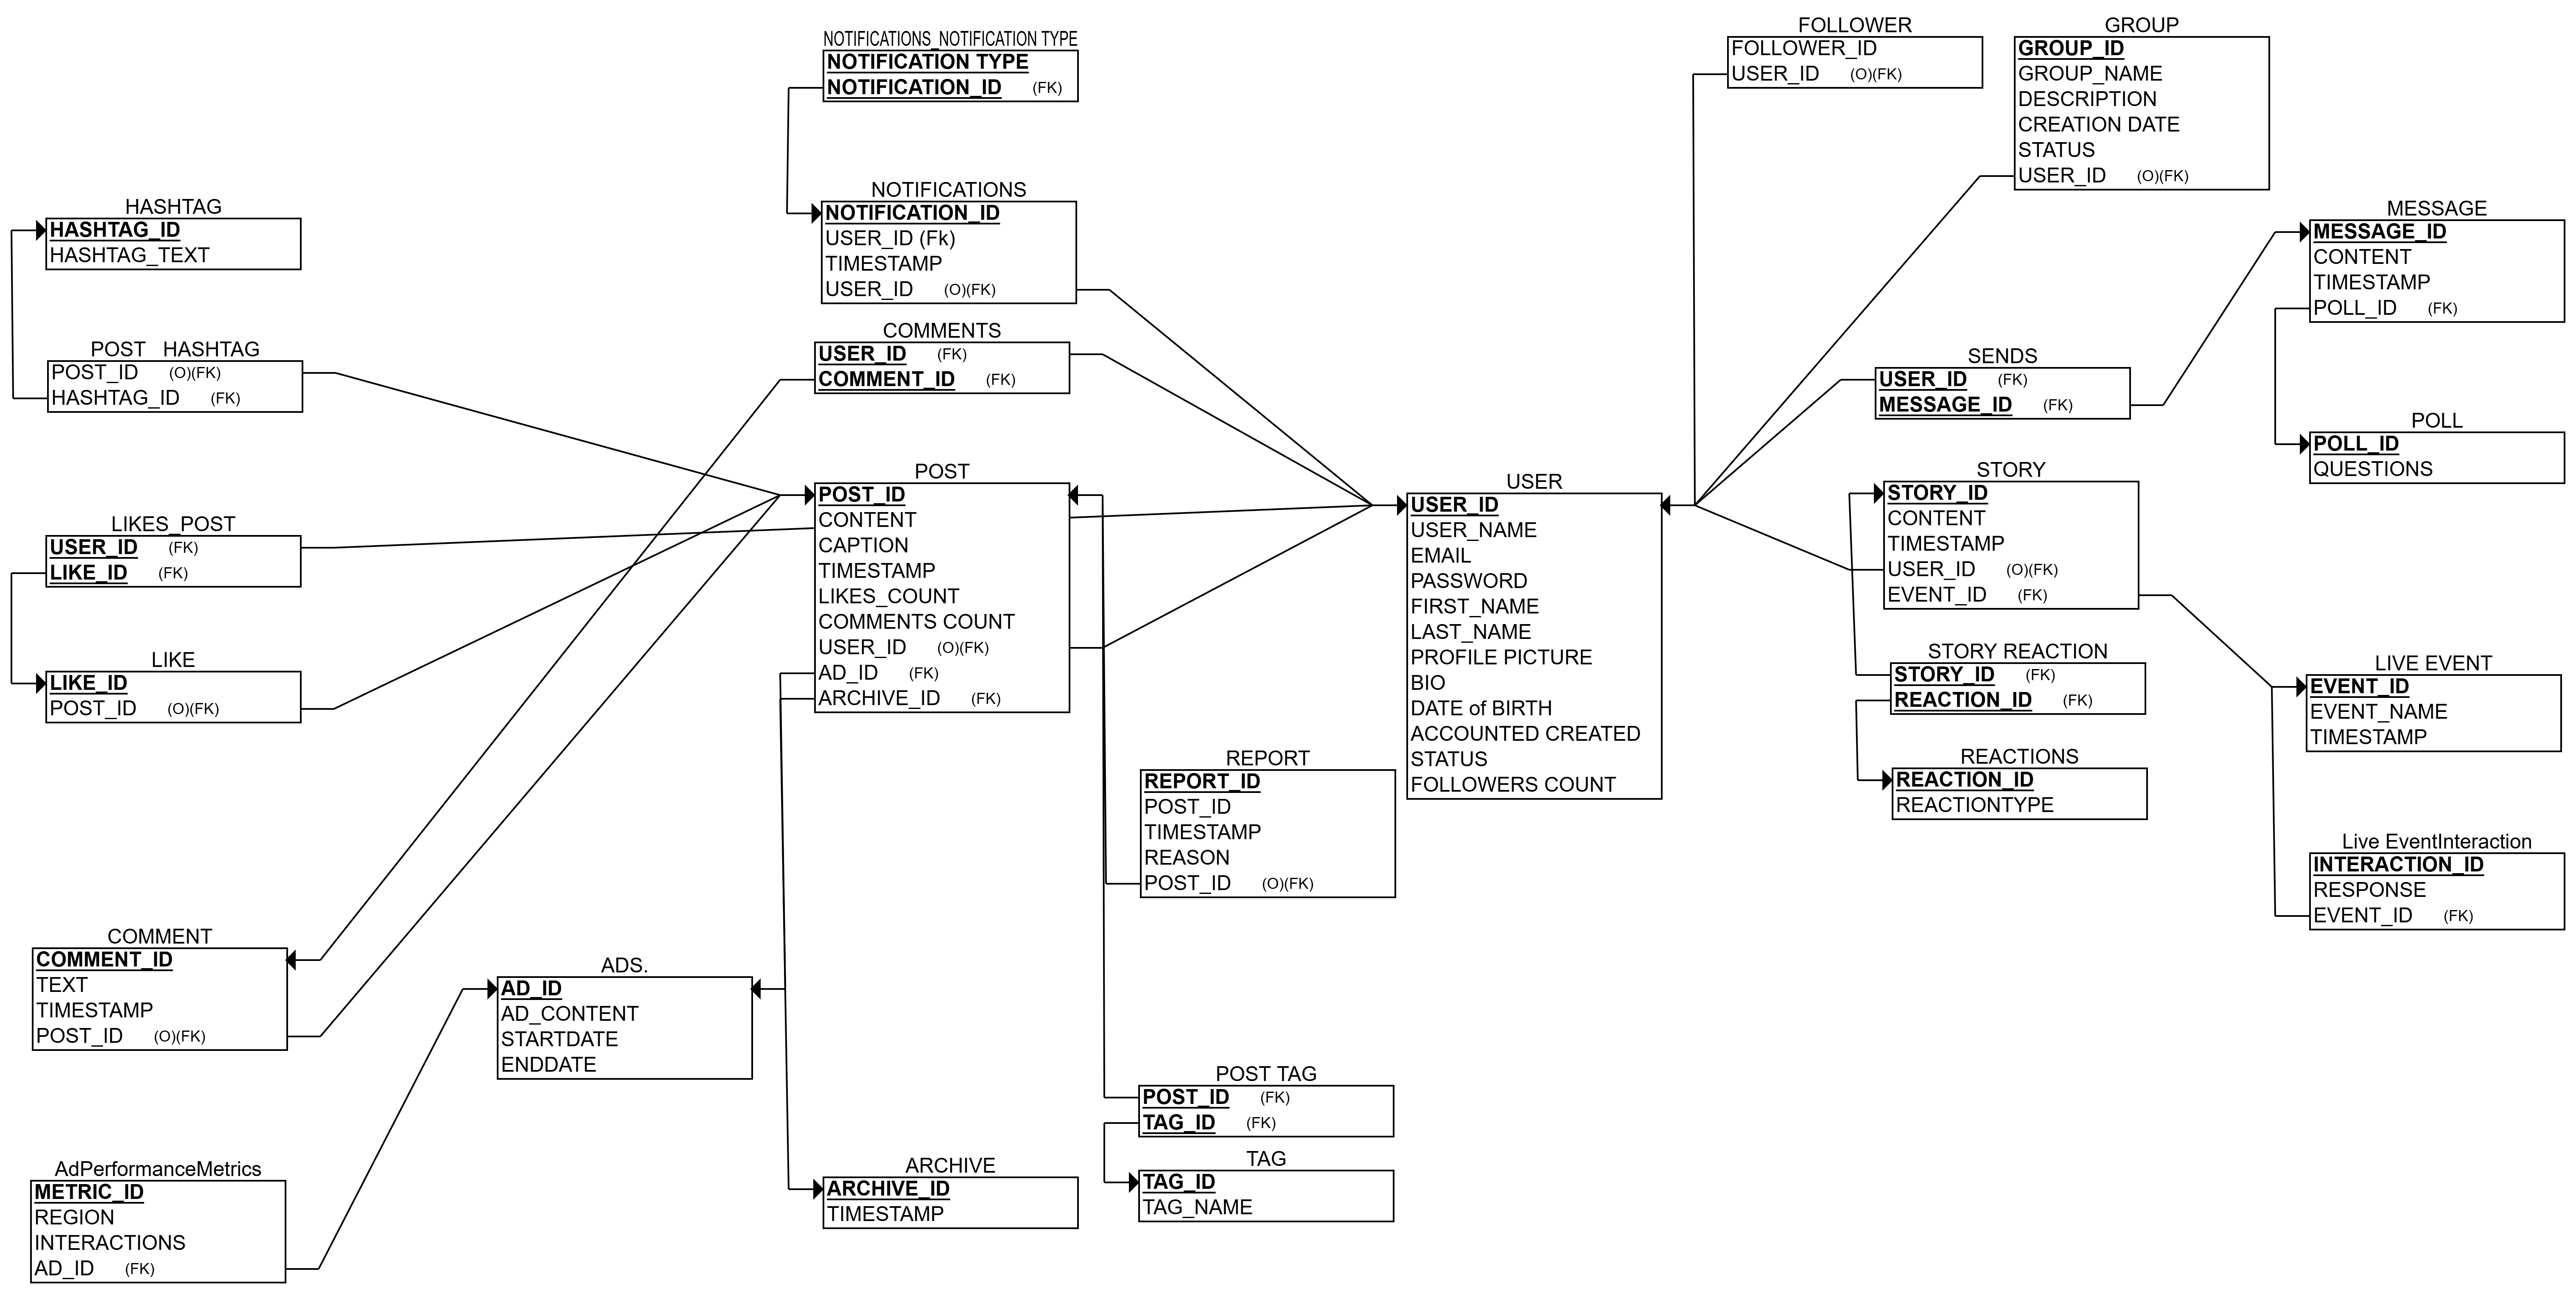 NOTIFICATIONS_NOTIFICATION TYPE
NOTIFICATION TYPE
NOTIFICATION_ID (FK)
FOLLOWER
FOLLOWER_ID
USER_ID (O)(FK)
GROUP
GROUP_ID
GROUP_NAME
DESCRIPTION
CREATION DATE
STATUS
USER_ID (O)(FK)
HASHTAG
HASHTAG_ID
HASHTAG_TEXT
NOTIFICATIONS
NOTIFICATION_ID
USER_ID (Fk)
TIMESTAMP
USER_ID (O)(FK)
MESSAGE
MESSAGE_ID
CONTENT
TIMESTAMP
POLL_ID (FK)
POST HASHTAG
POST_ID (O)(FK)
HASHTAG_ID (FK)
COMMENTS
USER_ID (FK)
COMMENT_ID (FK)
SENDS
USER_ID (FK)
MESSAGE_ID (FK)
POLL
POLL_ID
QUESTIONS
LIKES_POST
USER_ID (FK)
LIKE_ID (FK)
POST
POST_ID
CONTENT
CAPTION
TIMESTAMP
LIKES_COUNT
COMMENTS COUNT
USER_ID (O)(FK)
AD_ID (FK)
ARCHIVE_ID (FK)
USER
USER_ID
USER_NAME
EMAIL
PASSWORD
FIRST_NAME
LAST_NAME
PROFILE PICTURE
BIO
DATE of BIRTH
ACCOUNTED CREATED
STATUS
FOLLOWERS COUNT
STORY
STORY_ID
CONTENT
TIMESTAMP
USER_ID (O)(FK)
EVENT_ID (FK)
LIKE
LIKE_ID
POST_ID (O)(FK)
STORY REACTION
STORY_ID (FK)
REACTION_ID (FK)
LIVE EVENT
EVENT_ID
EVENT_NAME
TIMESTAMP
REPORT
REPORT_ID
POST_ID
TIMESTAMP
REASON
POST_ID (O)(FK)
REACTIONS
REACTION_ID
REACTIONTYPE
Live EventInteraction
INTERACTION_ID
RESPONSE
EVENT_ID (FK)
COMMENT
COMMENT_ID
TEXT
TIMESTAMP
POST_ID (O)(FK)
ADS.
AD_ID
AD_CONTENT
STARTDATE
ENDDATE
POST TAG
POST_ID (FK)
TAG_ID (FK)
AdPerformanceMetrics
METRIC_ID
REGION
INTERACTIONS
AD_ID (FK)
ARCHIVE
ARCHIVE_ID
TIMESTAMP
TAG
TAG_ID
TAG_NAME